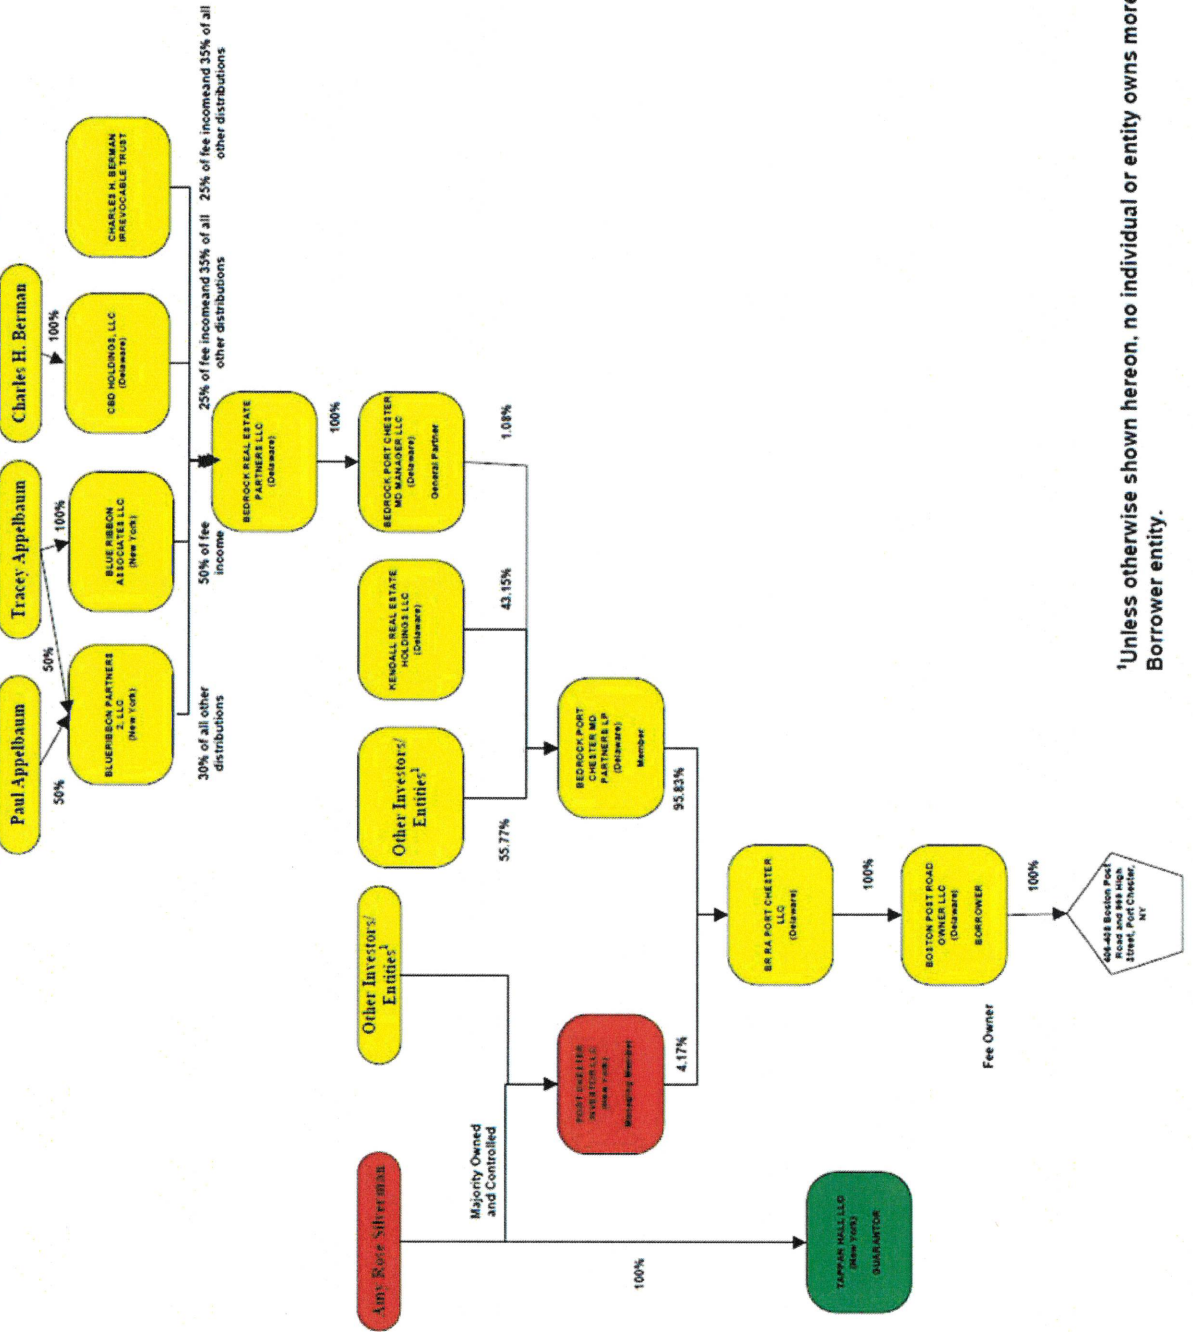 Paul Appelbaum
Tracey Appelbaum
Charles H. Berman
50%
50%
100%
100%
BLUERIBBON PARTNERS
2, LLC
(New York)
BLUE RIBBON
ASSOCIATES LLC
(New York)
CBD HOLDINGS, LLC
(Delaware)
CHARLES H. BERMAN
IRREVOCABLE TRUST
30% of all other
distributions
50% of fee
income
25% of fee incomeand 35% of all
other distributions
25% of fee incomeand 35% of all
other distributions
BEDROCK REAL ESTATE
PARTNERS LLC
(Delaware)
100%
Amy Rose Silverman
Other Investors/
Entities1
Other Investors/
Entities1
KENDALL REAL ESTATE
HOLDINGS LLC
(Delaware)
BEDROCK PORT CHESTER
MD MANAGER LLC
(Delaware)
General Partner
Majority Owned
and Controlled
55.77%
43.15%
1.08%
INVESTOR LLC
(New York)
Managing Member
BEDROCK PORT
CHESTER MD
PARTNERS LP
(Delaware)
Member
100%
4.17%
95.83%
TAPPAN HALL LLC
(New York)
GUARANTOR
BR RA PORT CHESTER
LLC
(Delaware)
100%
Fee Owner
BOSTON POST ROAD
OWNER LLC
(Delaware)
BORROWER
100%
Boston Post
Road and 999 High
Street, Port Chester,
NY
1Unless otherwise shown hereon, no individual or entity owns more
Borrower entity.